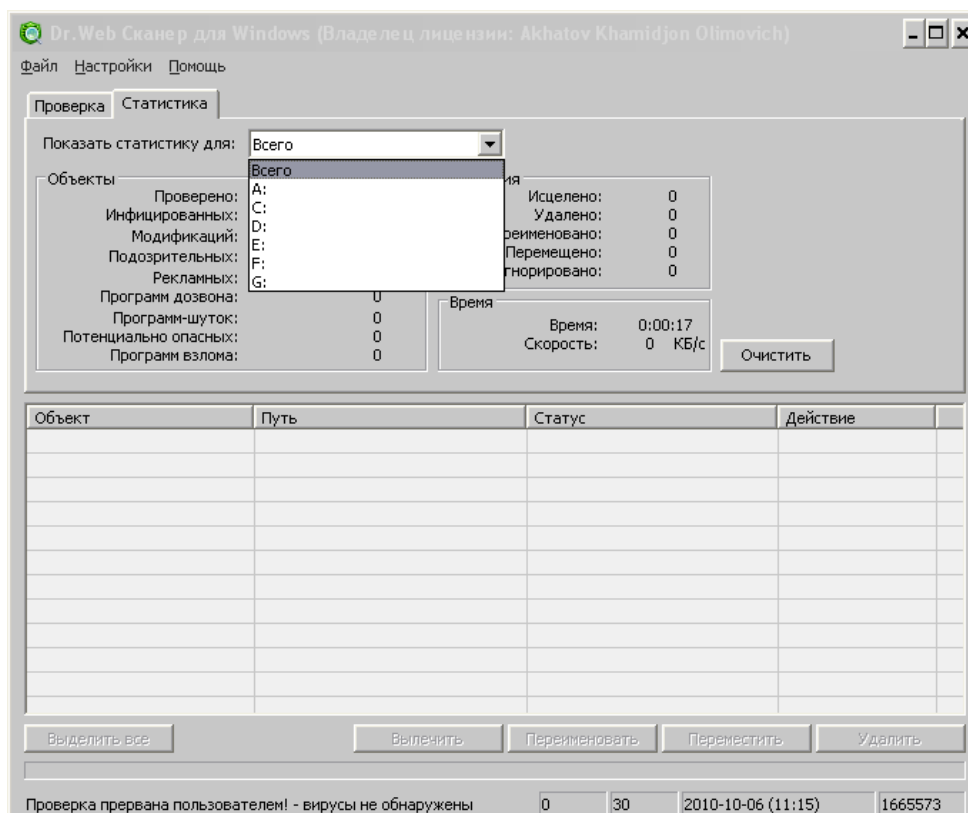 Dr.Web Сканер для Windows (Владелец лицензии: Akhatov Khamidjon Olimovich)
Файл Настройки Помощь
Проверка Статистика
Показать статистику для: Всего
Всего
A:
C:
D:
E:
F:
G:
Объекты
Проверено:
Инфицированных:
Модификаций:
Подозрительных:
Рекламных:
Программ дозвона: 0
Программ-шуток: 0
Потенциально опасных: 0
Программ взлома: 0
Исцелено: 0
Удалено: 0
реименовано: 0
Перемещено: 0
гнорировано: 0
Время
Время: 0:00:17
Скорость: 0 КБ/с
Очистить
Объект Путь Статус Действие
Выделить все Вылечить Переименовать Переместить Удалить
Проверка прервана пользователем! - вирусы не обнаружены 0 30 2010-10-06 (11:15) 1665573